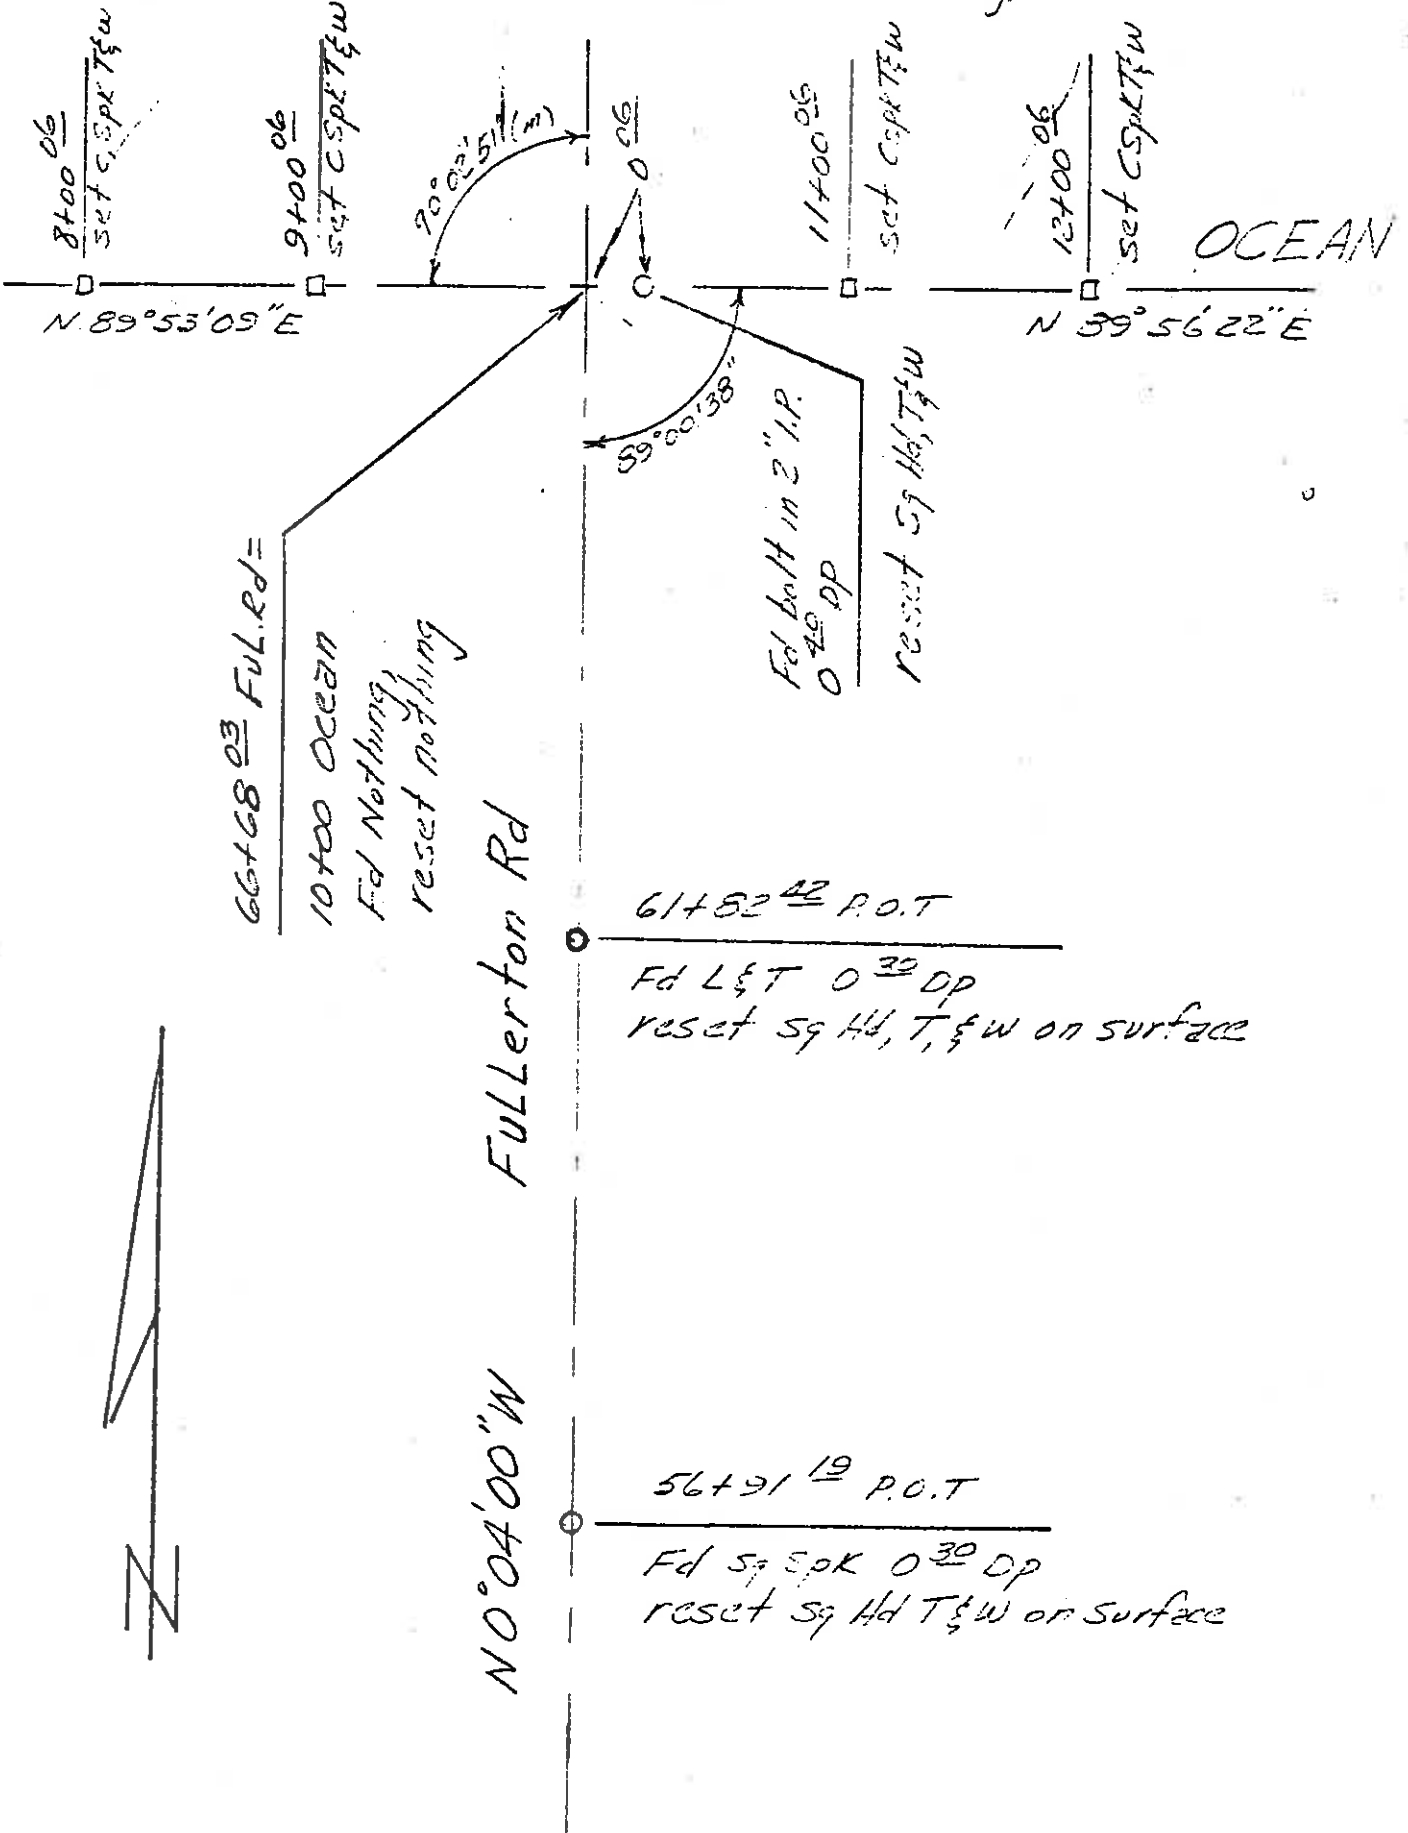 8+00 06
set C, Spk T&W
9+00 06
set C Spk T&W
90°02'51"(m)
0 06
11+00 06
set C Spk T&W
12+00 06
set C Spk T&W
OCEAN
N 89°53'09"E
N 89°56'22"E
89°00'38"
66+68 03 FUL. Rd =
10+00 Ocean
Fd Nothing,
reset nothing
Fd bolt in 2" I.P.
0 40 DP
reset Sq Hd, T&W
Fullerton Rd
61+82 42 P.O.T
Fd L&T 0 30 Dp
reset sq Hd, T, & W on surface
N0°04'00"W
56+91 19 P.O.T
Fd Sq Spk 0 30 Dp
reset sq Hd T&W on surface
N